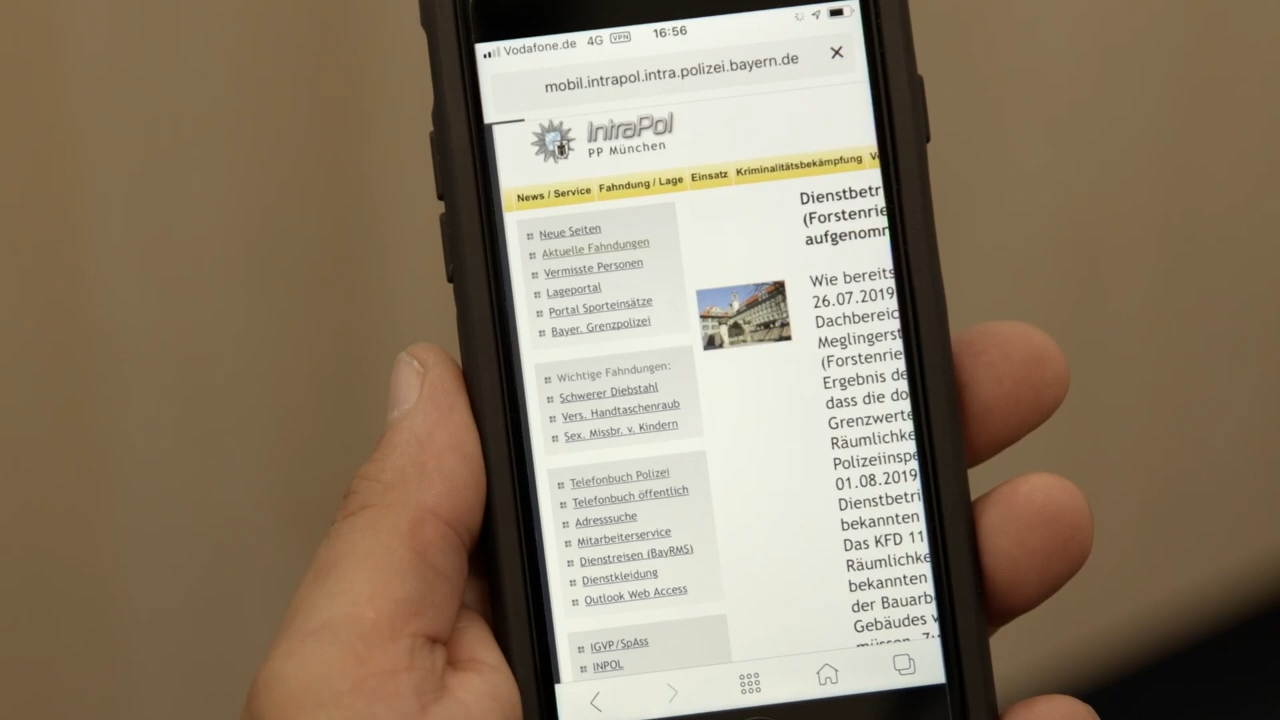 Vodafone.de 4G VPN 16:56
mobil.intrapol.intra.polizei.bayern.de
IntraPol
PP München
News / Service Fahndung / Lage Einsatz Kriminalitätsbekämpfung
Neue Seiten
Aktuelle Fahndungen
Vermisste Personen
Lageportal
Portal Sporteinsätze
Bayer. Grenzpolizei
Wichtige Fahndungen:
Schwerer Diebstahl
Vers. Handtaschenraub
Sex. Missbr. v. Kindern
Telefonbuch Polizei
Telefonbuch öffentlich
Adresssuche
Mitarbeiterservice
Dienstreisen (BayRMS)
Dienstkleidung
Outlook Web Access
IGVP/SpAss
INPOL
Dienstbetr
(Forstenrie
aufgenomm
Wie bereits
26.07.2019
Dachbereic
Meglingerst
(Forstenrie
Ergebnis de
dass die do
Grenzwerte
Räumlichke
Polizeiinspe
01.08.2019
Dienstbetri
bekannten
Das KFD 11
Räumlichke
bekannten
der Bauarb
Gebäudes v